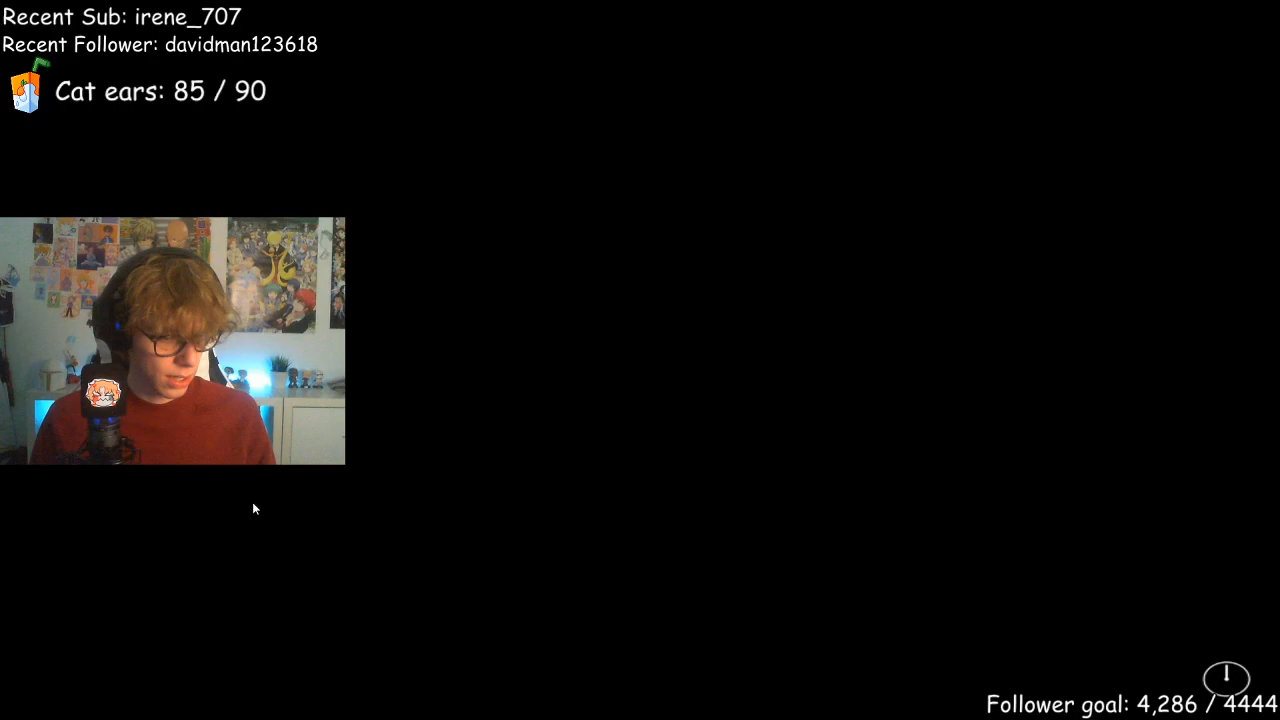 Recent Sub: irene_707
Recent Follower: davidman123618
Cat ears: 85 / 90
Follower goal: 4,286 / 4444